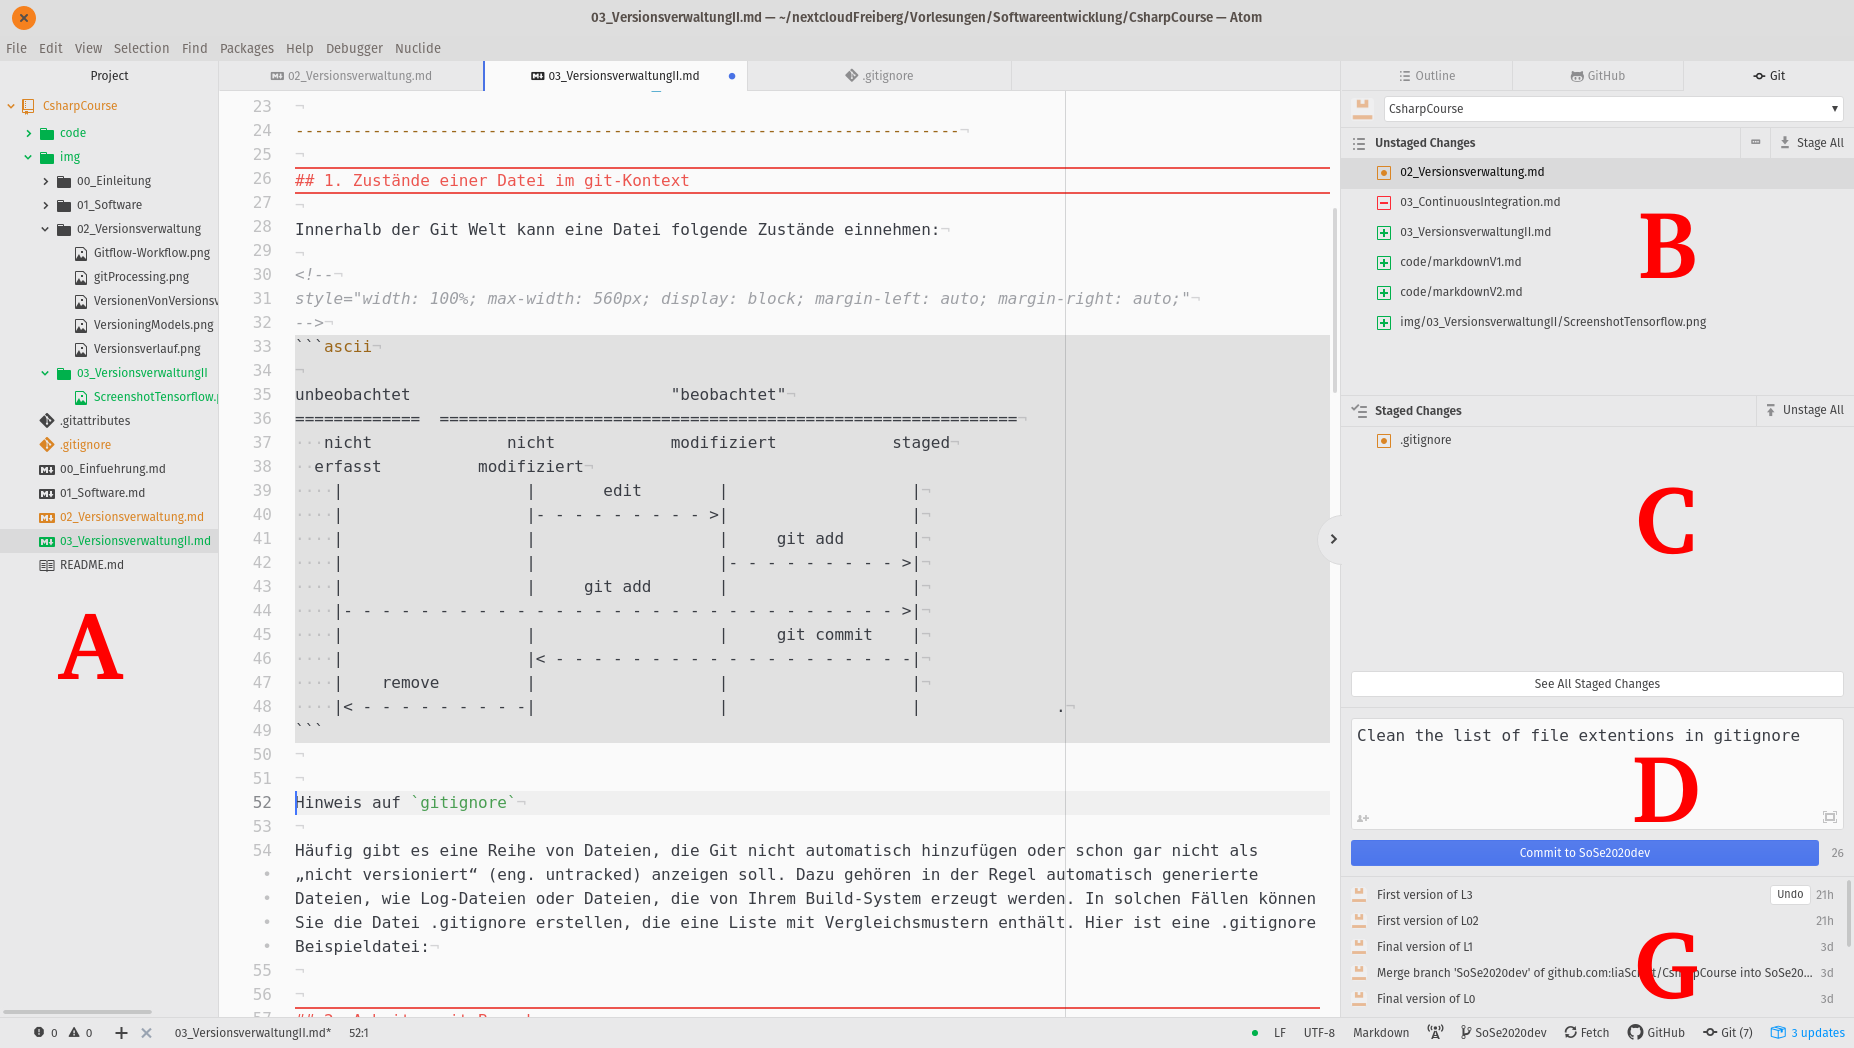 03_VersionsverwaltungII.md — ~/nextcloudFreiberg/Vorlesungen/Softwareentwicklung/CsharpCourse — Atom
File Edit View Selection Find Packages Help Debugger Nuclide
Project
CsharpCourse
code
img
00_Einleitung
01_Software
02_Versionsverwaltung
Gitflow-Workflow.png
gitProcessing.png
VersionenVonVersionsv
VersioningModels.png
Versionsverlauf.png
03_VersionsverwaltungII
ScreenshotTensorflow.p
.gitattributes
.gitignore
00_Einfuehrung.md
01_Software.md
02_Versionsverwaltung.md
03_VersionsverwaltungII.md
README.md
A
02_Versionsverwaltung.md 03_VersionsverwaltungII.md .gitignore
23 ¬
24 ---------------------------------------------------------------------¬
25 ¬
26 ## 1. Zustände einer Datei im git-Kontext
27 ¬
28 Innerhalb der Git Welt kann eine Datei folgende Zustände einnehmen:¬
29 ¬
30 <!--¬
31 style="width: 100%; max-width: 560px; display: block; margin-left: auto; margin-right: auto;"¬
32 -->¬
33 ```ascii¬
34 ¬
35 unbeobachtet "beobachtet"¬
36 ============= ============================================================¬
37 ···nicht nicht modifiziert staged¬
38 ··erfasst modifiziert¬
39 ····| | edit | |¬
40 ····| |- - - - - - - - - >| |¬
41 ····| | | git add |¬
42 ····| | |- - - - - - - - - >|¬
43 ····| | git add | |¬
44 ····|- - - - - - - - - - - - - - - - - - - - - - - - - - - - - >|¬
45 ····| | | git commit |¬
46 ····| |< - - - - - - - - - - - - - - - - - - -|¬
47 ····| remove | | |¬
48 ····|< - - - - - - - - -| | | .¬
49 ```
50 ¬
51 ¬
52 Hinweis auf `gitignore`¬
53 ¬
54 Häufig gibt es eine Reihe von Dateien, die Git nicht automatisch hinzufügen oder schon gar nicht als
• „nicht versioniert“ (eng. untracked) anzeigen soll. Dazu gehören in der Regel automatisch generierte
• Dateien, wie Log-Dateien oder Dateien, die von Ihrem Build-System erzeugt werden. In solchen Fällen können
• Sie die Datei .gitignore erstellen, die eine Liste mit Vergleichsmustern enthält. Hier ist eine .gitignore
• Beispieldatei:¬
55 ¬
56 ¬
57
Outline GitHub Git
CsharpCourse
Unstaged Changes Stage All
02_Versionsverwaltung.md
03_ContinuousIntegration.md
03_VersionsverwaltungII.md
code/markdownV1.md
code/markdownV2.md
img/03_VersionsverwaltungII/ScreenshotTensorflow.png
B
Staged Changes Unstage All
.gitignore
C
See All Staged Changes
Clean the list of file extentions in gitignore
D
Commit to SoSe2020dev 26
First version of L3 Undo 21h
First version of L02 21h
Final version of L1 3d
Merge branch 'SoSe2020dev' of github.com:liaScript/CsharpCourse into SoSe20... 3d
Final version of L0 3d
G
0 0 03_VersionsverwaltungII.md* 52:1 LF UTF-8 Markdown SoSe2020dev Fetch GitHub Git (7) 3 updates